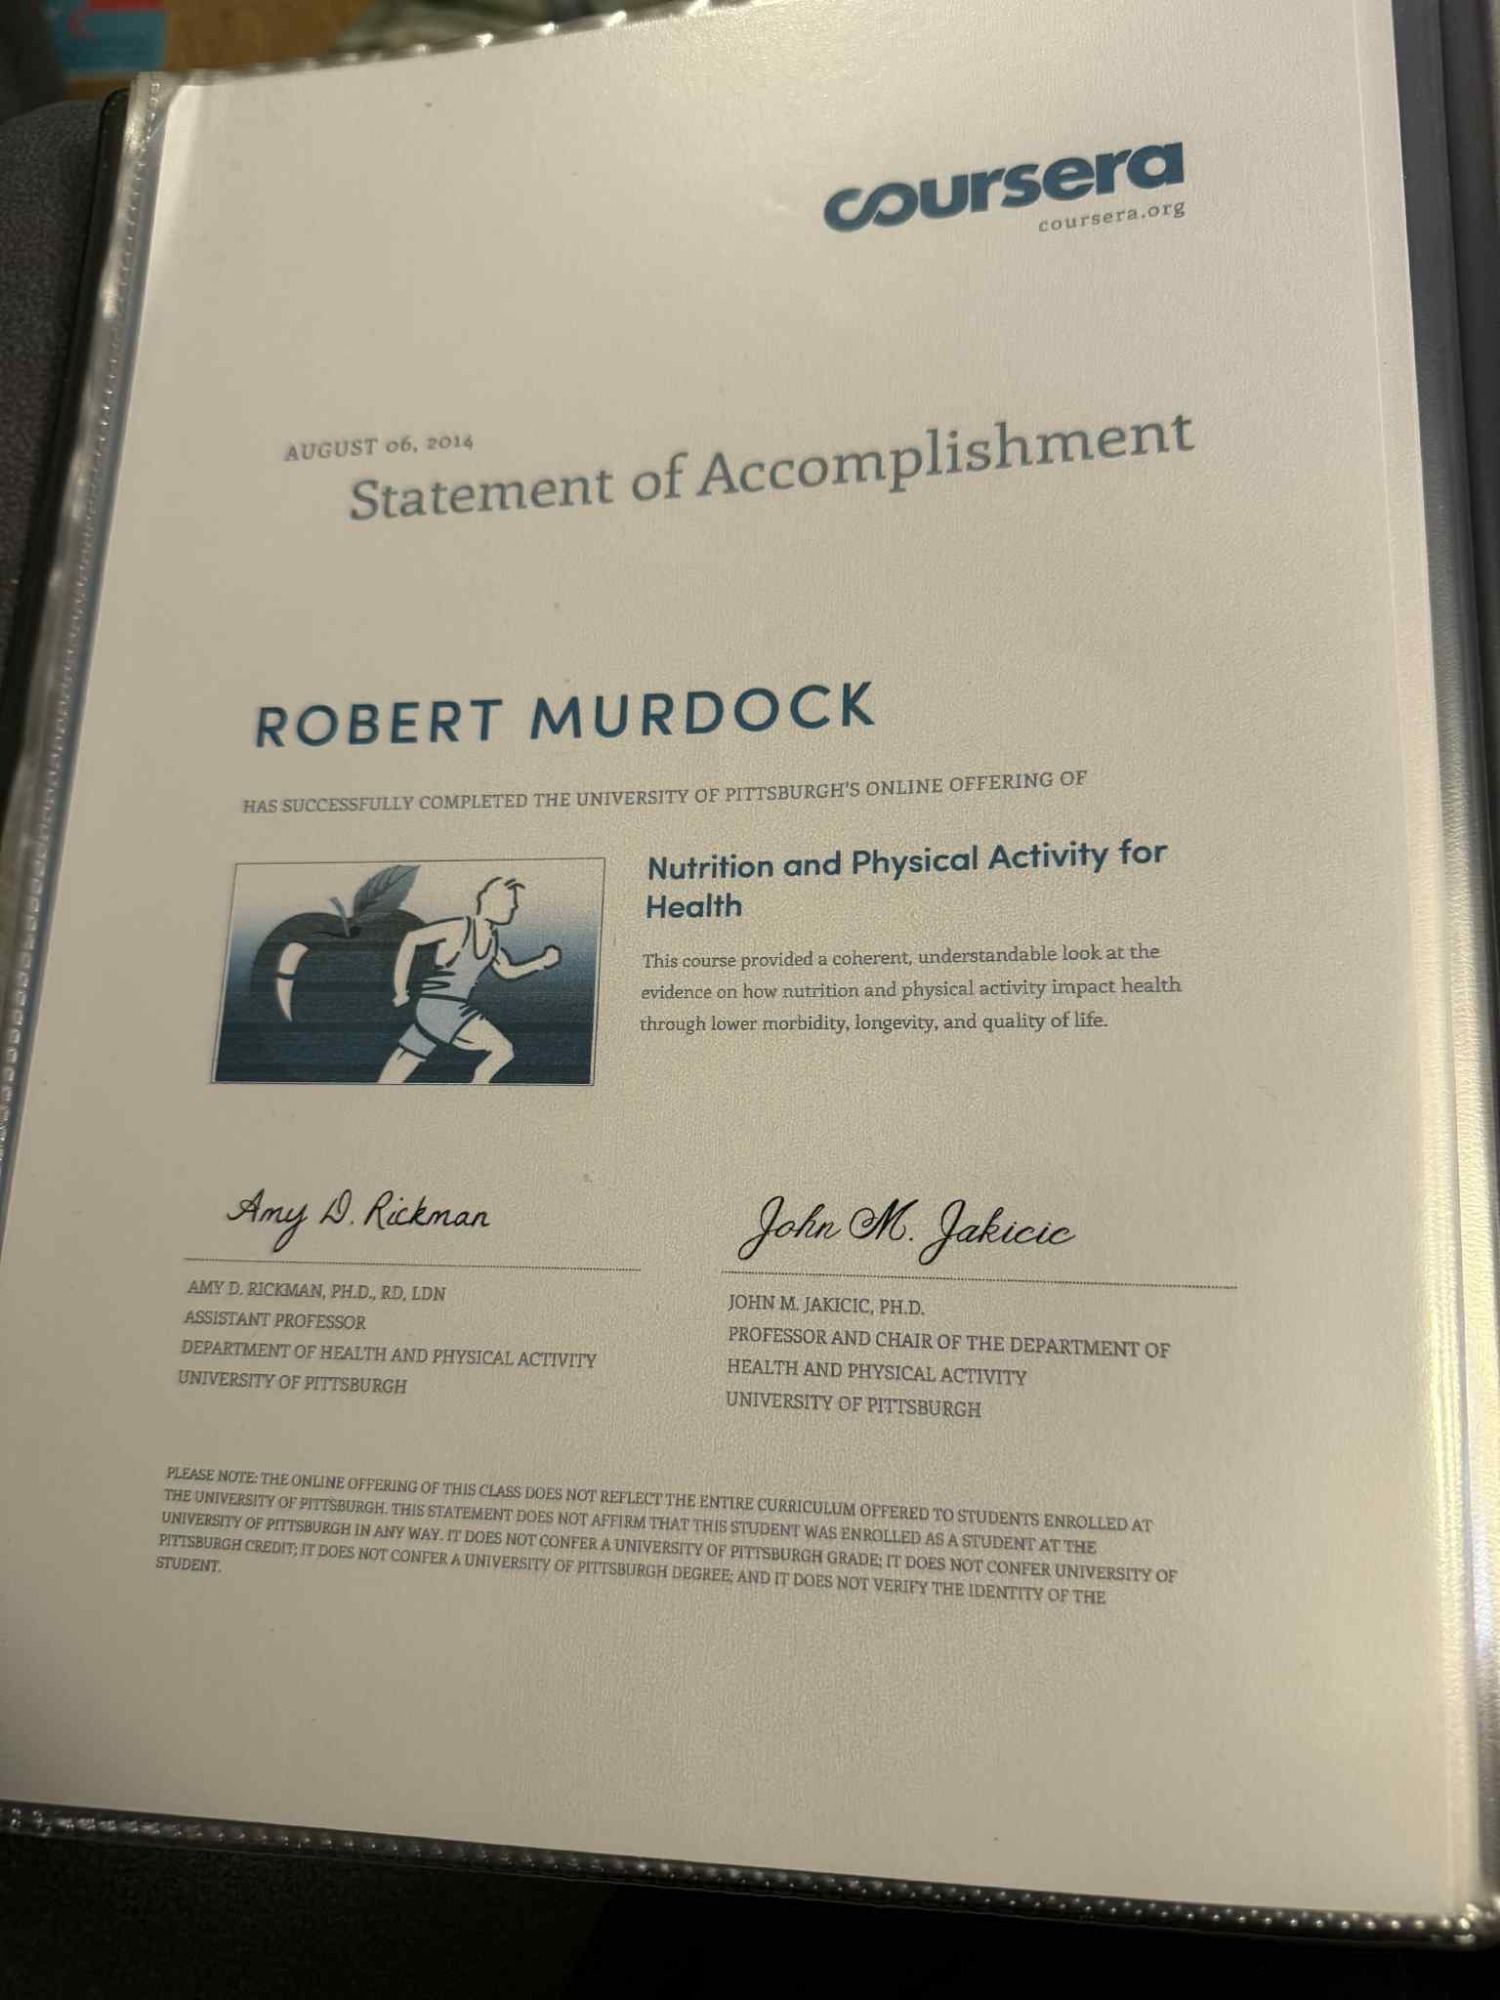 coursera
coursera.org
AUGUST 06, 2014
Statement of Accomplishment
ROBERT MURDOCK
HAS SUCCESSFULLY COMPLETED THE UNIVERSITY OF PITTSBURGH'S ONLINE OFFERING OF
Nutrition and Physical Activity for
Health
This course provided a coherent, understandable look at the
evidence on how nutrition and physical activity impact health
through lower morbidity, longevity, and quality of life.
Amy D. Rickman
AMY D. RICKMAN, PH.D., RD, LDN
ASSISTANT PROFESSOR
DEPARTMENT OF HEALTH AND PHYSICAL ACTIVITY
UNIVERSITY OF PITTSBURGH
John M. Jakicic
JOHN M. JAKICIC, PH.D.
PROFESSOR AND CHAIR OF THE DEPARTMENT OF
HEALTH AND PHYSICAL ACTIVITY
UNIVERSITY OF PITTSBURGH
PLEASE NOTE: THE ONLINE OFFERING OF THIS CLASS DOES NOT REFLECT THE ENTIRE CURRICULUM OFFERED TO STUDENTS ENROLLED AT
THE UNIVERSITY OF PITTSBURGH. THIS STATEMENT DOES NOT AFFIRM THAT THIS STUDENT WAS ENROLLED AS A STUDENT AT THE
UNIVERSITY OF PITTSBURGH IN ANY WAY. IT DOES NOT CONFER A UNIVERSITY OF PITTSBURGH GRADE; IT DOES NOT CONFER UNIVERSITY OF
PITTSBURGH CREDIT; IT DOES NOT CONFER A UNIVERSITY OF PITTSBURGH DEGREE; AND IT DOES NOT VERIFY THE IDENTITY OF THE
STUDENT.